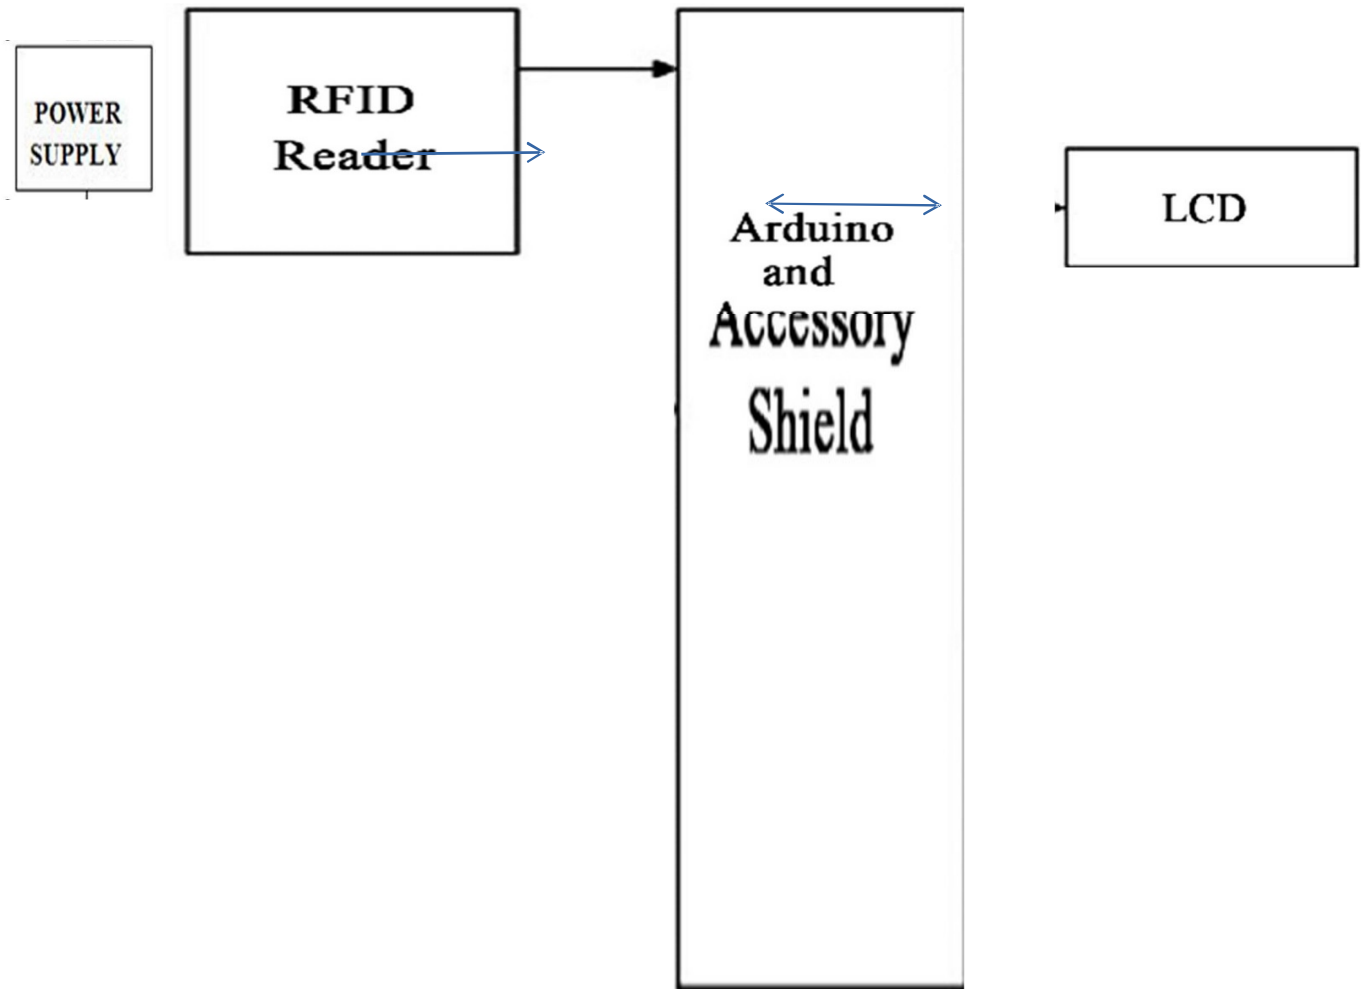 POWER
SUPPLY
RFID
Reader
Arduino
and
Accessory
Shield
LCD